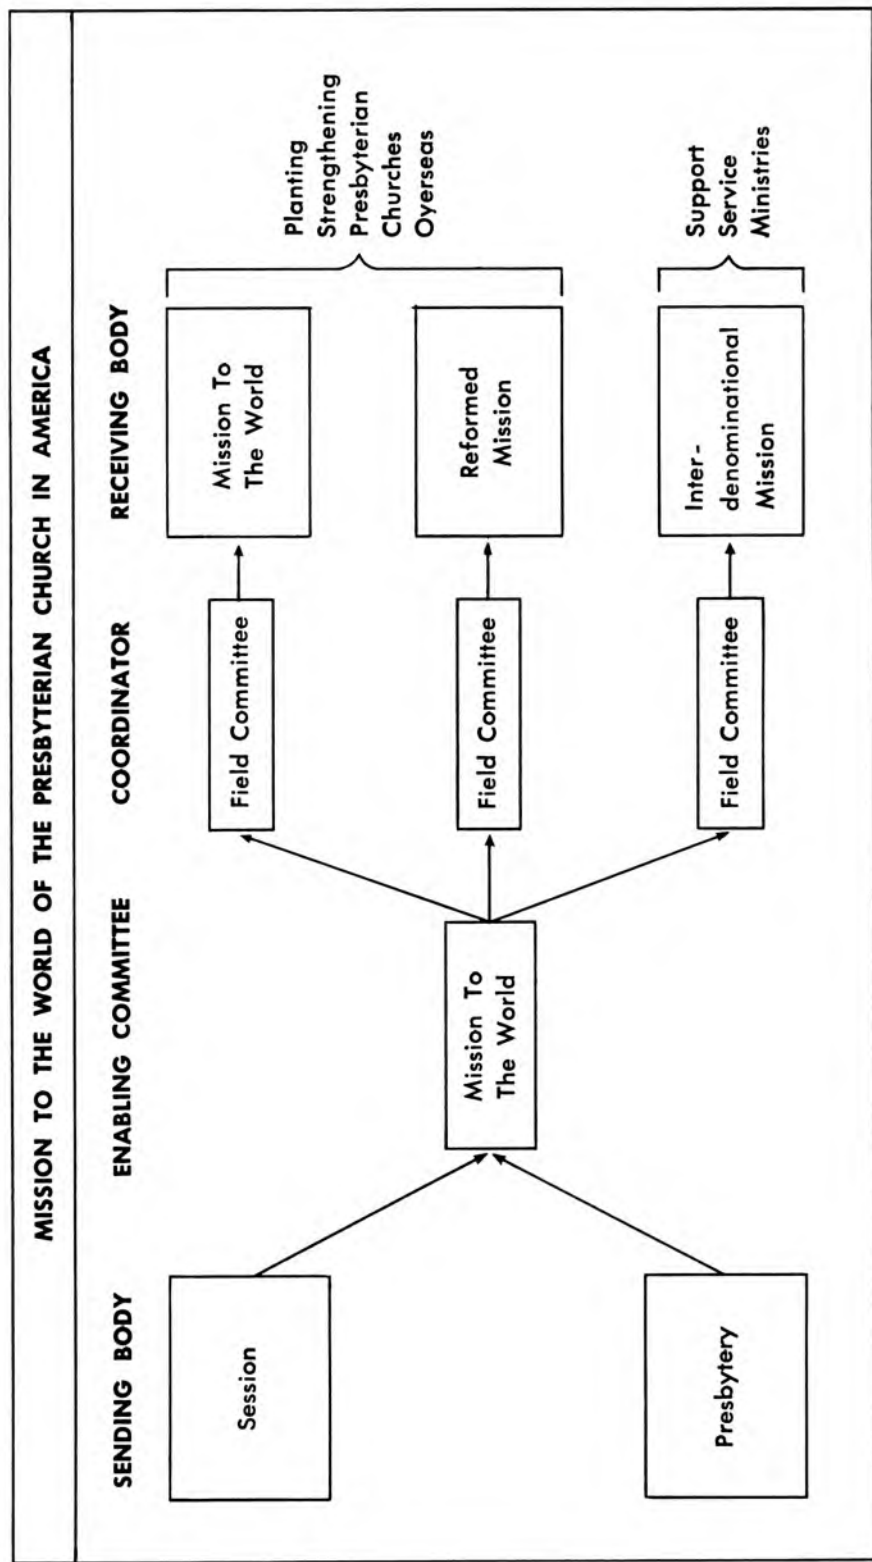 MISSION TO THE WORLD OF THE PRESBYTERIAN CHURCH IN AMERICA
SENDING BODY
ENABLING COMMITTEE
COORDINATOR
RECEIVING BODY
Session
Presbytery
Mission To
The World
Field Committee
Field Committee
Field Committee
Mission To
The World
Reformed
Mission
Inter-
denominational
Mission
Planting
Strengthening
Presbyterian
Churches
Oyerseas
Support
Service
Ministries